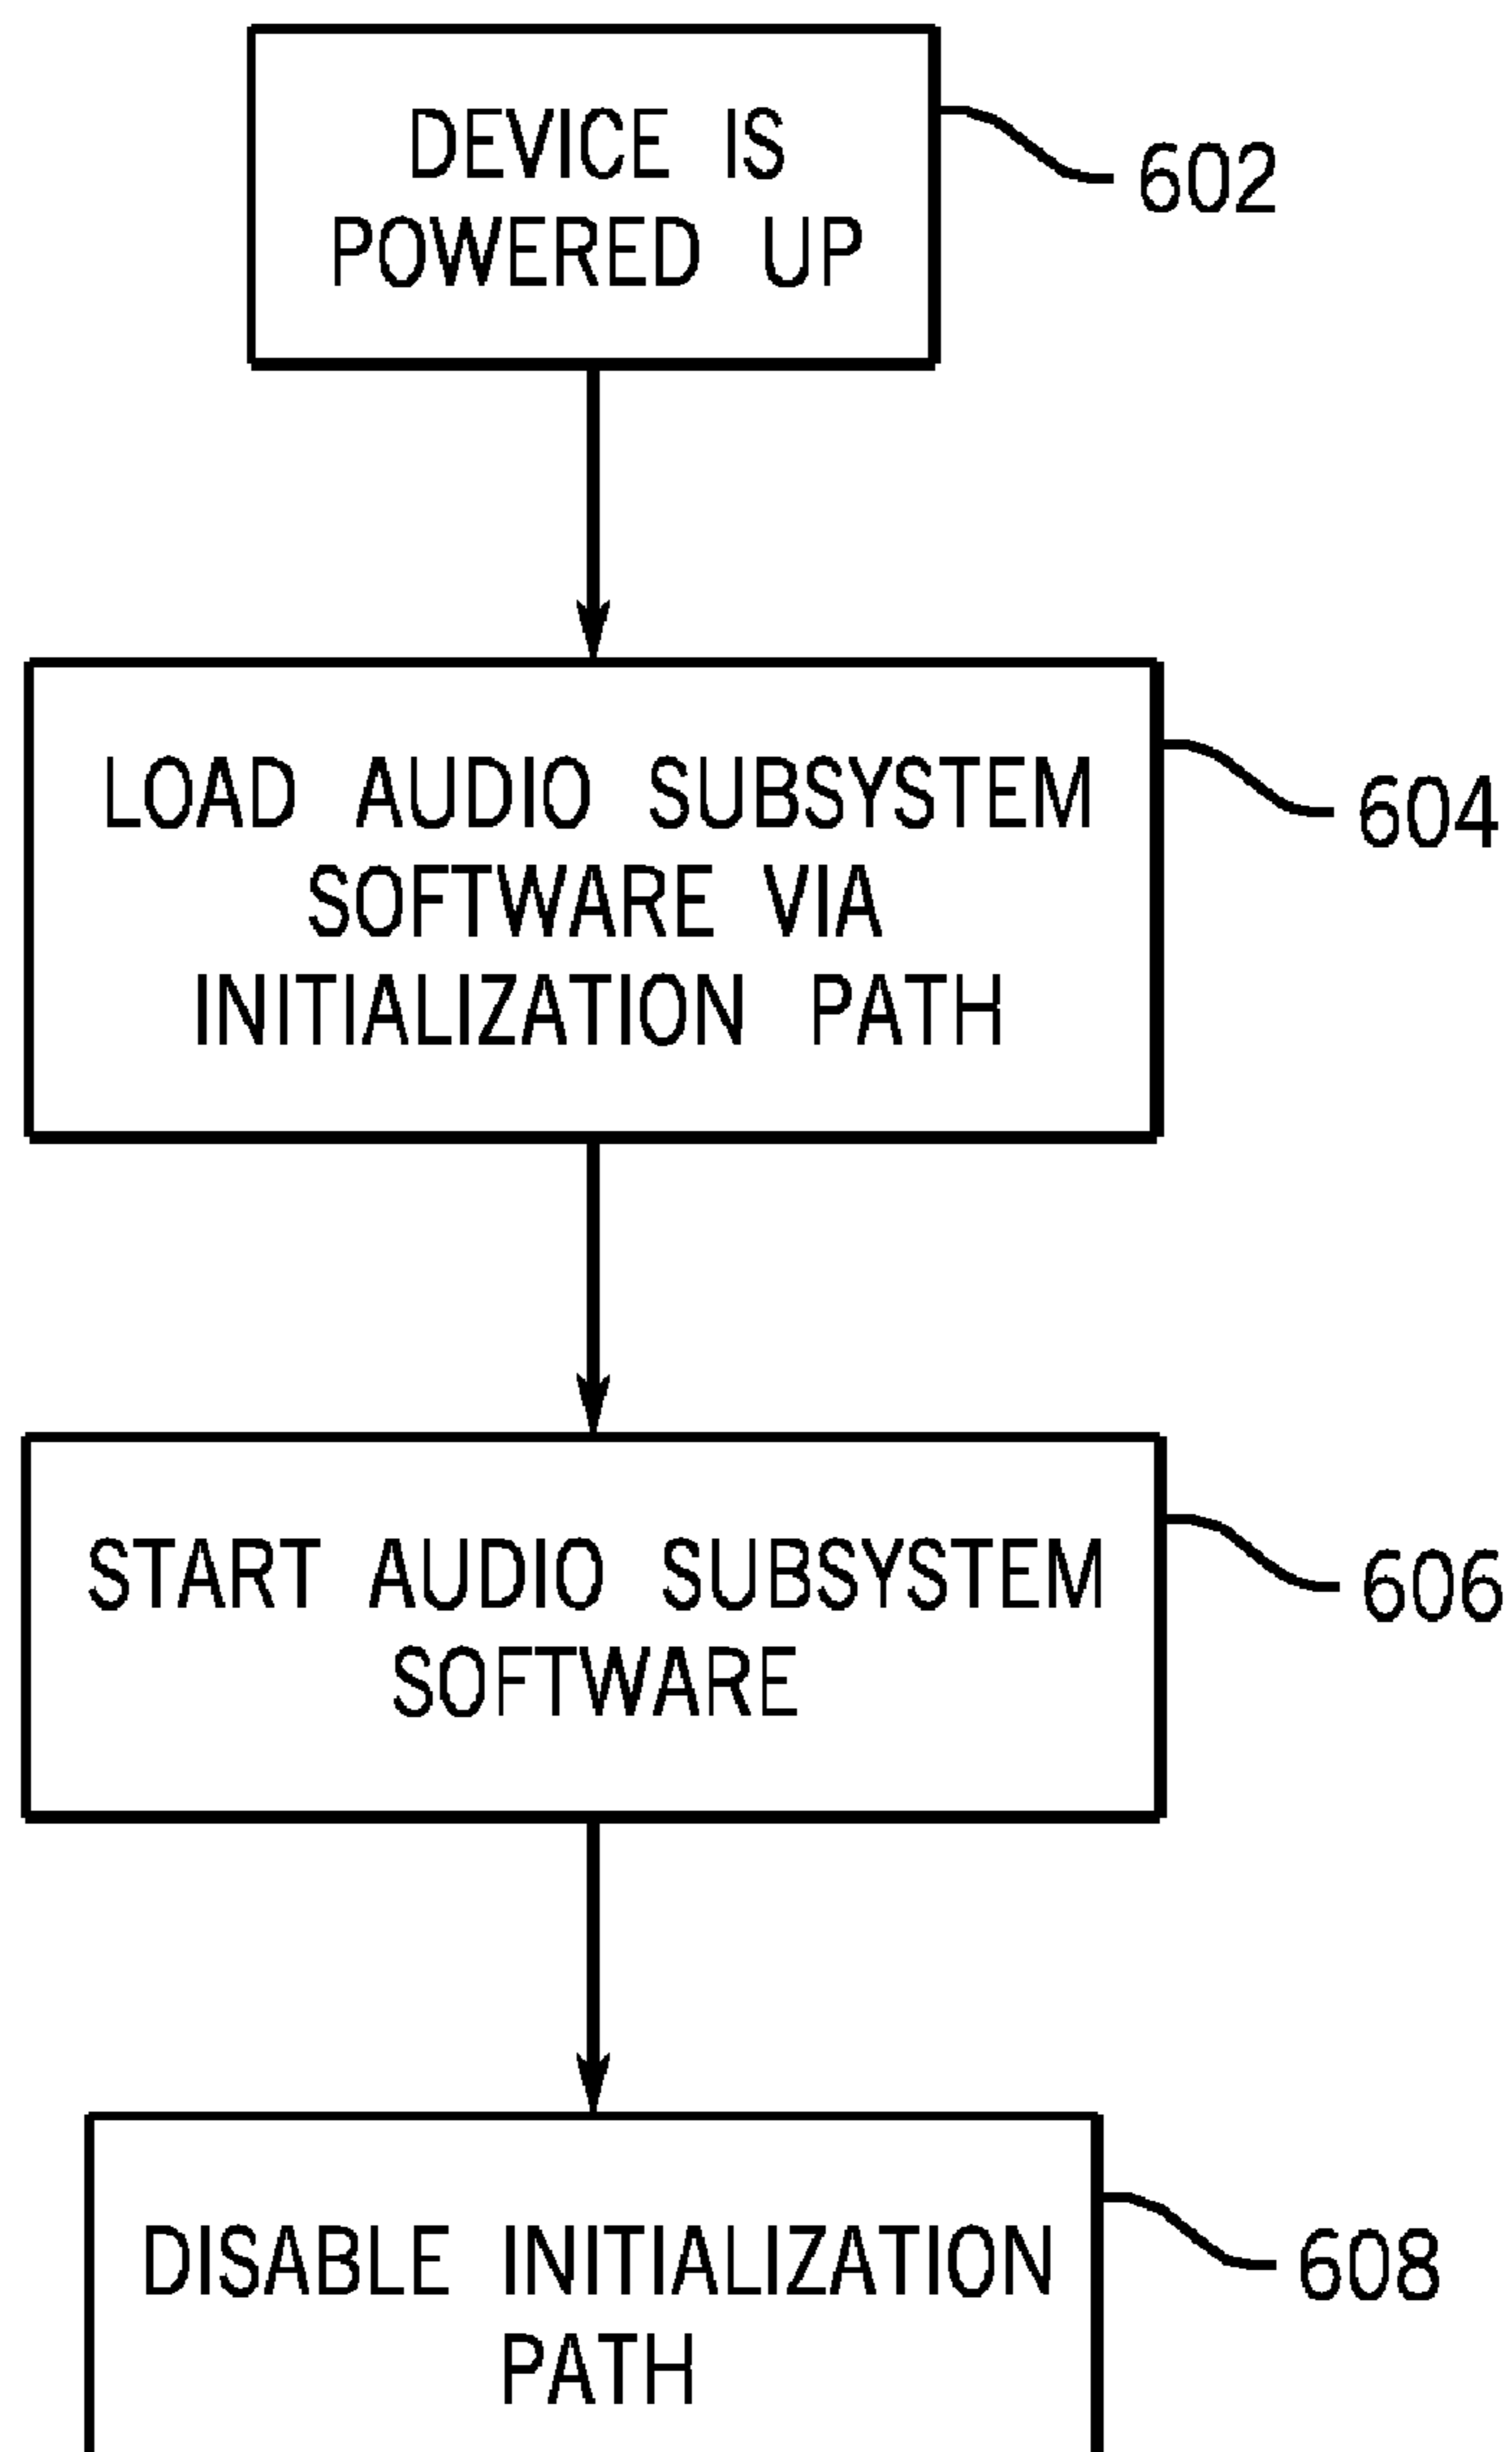 DEVICE IS
POWERED UP
602
LOAD AUDIO SUBSYSTEM
SOFTWARE VIA
INITIALIZATION PATH
604
START AUDIO SUBSYSTEM
SOFTWARE
606
DISABLE INITIALIZATION
PATH
608